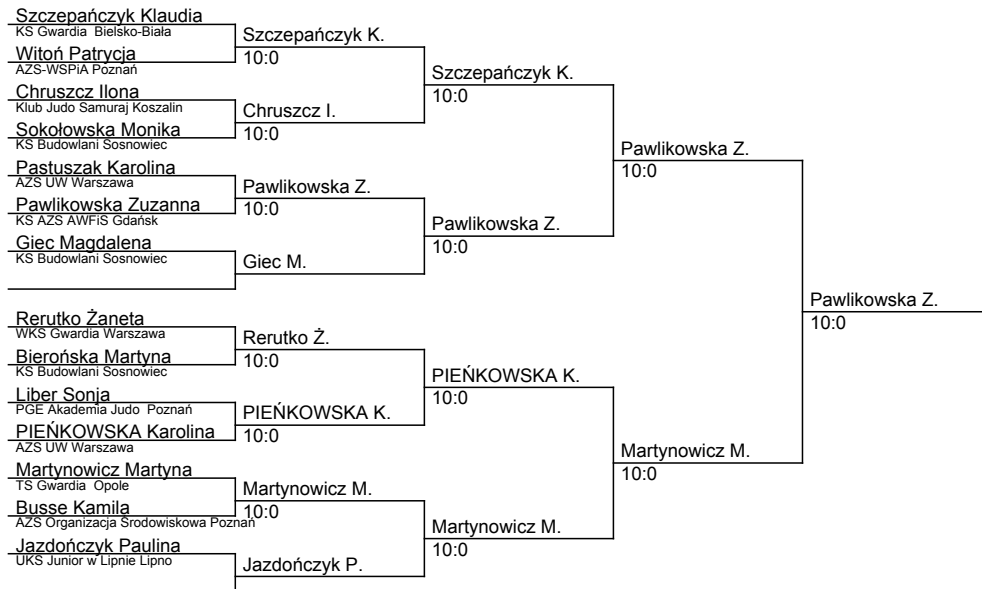 Szczepańczyk Klaudia
KS Gwardia Bielsko-Biała
Witoń Patrycja
AZS-WSPiA Poznań
Chruszcz Ilona
Klub Judo Samuraj Koszalin
Sokołowska Monika
KS Budowlani Sosnowiec
Pastuszak Karolina
AZS UW Warszawa
Pawlikowska Zuzanna
KS AZS AWFiS Gdańsk
Giec Magdalena
KS Budowlani Sosnowiec
Rerutko Żaneta
WKS Gwardia Warszawa
Bierońska Martyna
KS Budowlani Sosnowiec
Liber Sonja
PGE Akademia Judo Poznań
PIEŃKOWSKA Karolina
AZS UW Warszawa
Martynowicz Martyna
TS Gwardia Opole
Busse Kamila
AZS Organizacja Środowiskowa Poznań
Jazdończyk Paulina
UKS Junior w Lipnie Lipno
Szczepańczyk K.
10:0
Chruszcz I.
10:0
Pawlikowska Z.
10:0
Giec M.
Rerutko Ż.
10:0
PIEŃKOWSKA K.
10:0
Martynowicz M.
10:0
Jazdończyk P.
Szczepańczyk K.
10:0
Pawlikowska Z.
10:0
PIEŃKOWSKA K.
10:0
Martynowicz M.
10:0
Pawlikowska Z.
10:0
Martynowicz M.
10:0
Pawlikowska Z.
10:0